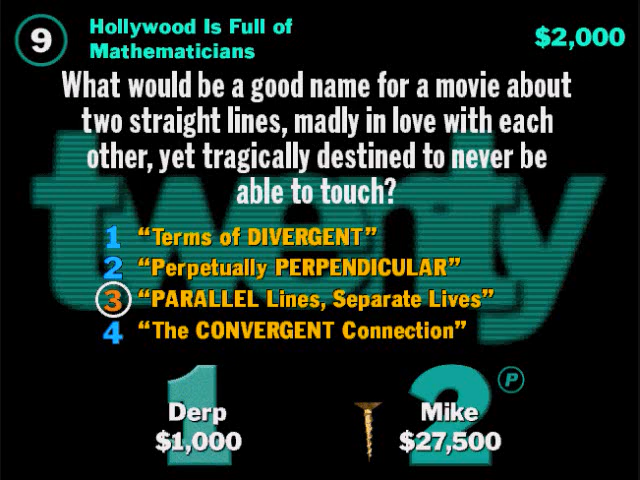 9
Hollywood Is Full of
Mathematicians
$2,000
What would be a good name for a movie about
two straight lines, madly in love with each
other, yet tragically destined to never be
able to touch?
twenty
1 "Terms of DIVERGENT"
2 "Perpetually PERPENDICULAR"
3 "PARALLEL Lines, Separate Lives"
4 "The CONVERGENT Connection"
1
Derp
$1,000
2
P
Mike
$27,500